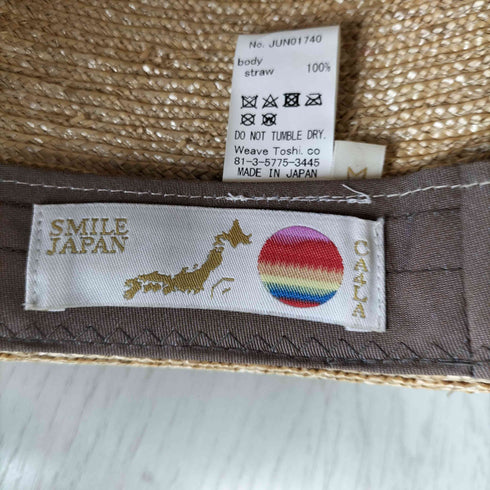 No. JUN01740
body
straw 100%
DO NOT TUMBLE DRY.
Weave Toshi. co
81-3-5775-3445
MADE IN JAPAN
M
SMILE
JAPAN
CA4LA